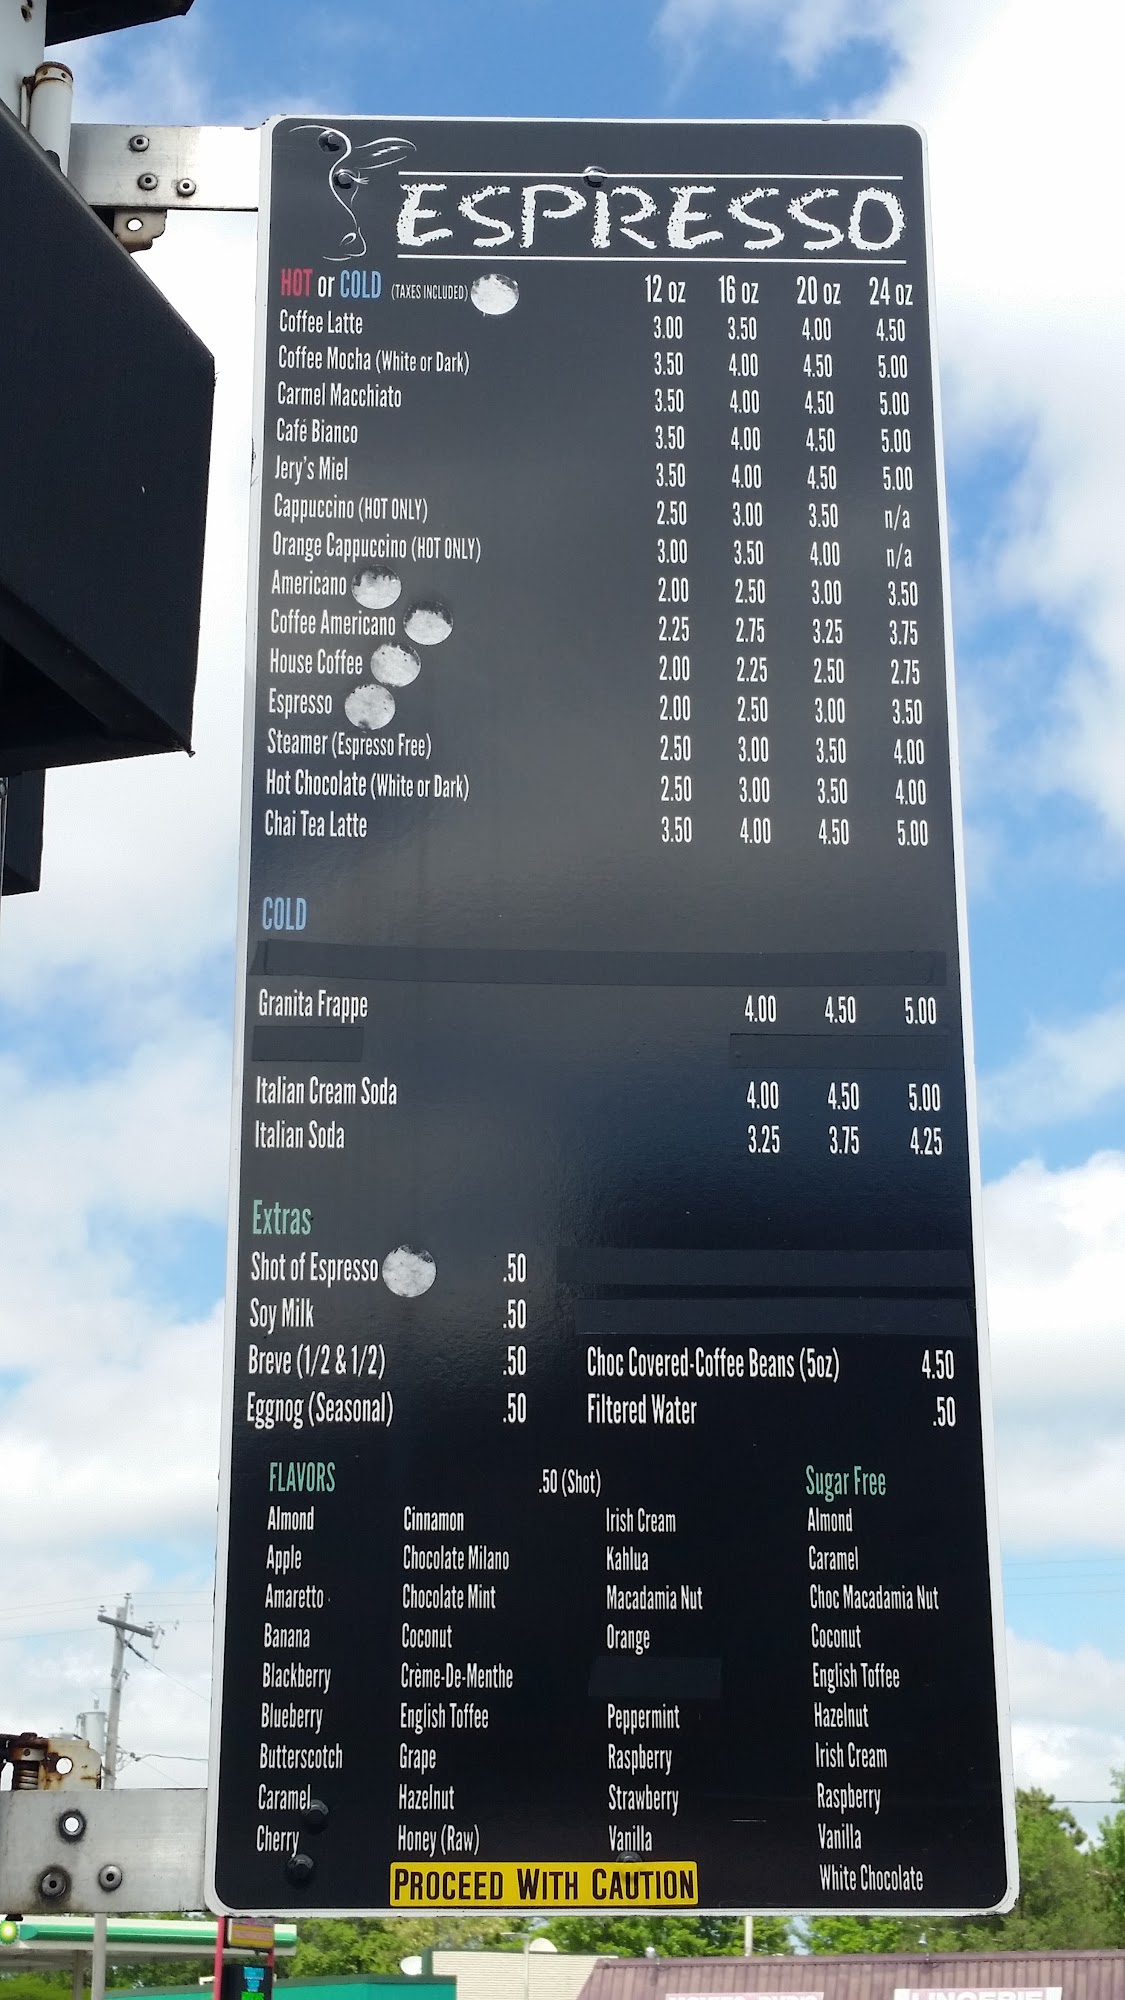 ESPRESSO
HOT or COLD (TAXES INCLUDED) 12 oz 16 oz 20 oz 24 oz
Coffee Latte 3.00 3.50 4.00 4.50
Coffee Mocha (White or Dark) 3.50 4.00 4.50 5.00
Carmel Macchiato 3.50 4.00 4.50 5.00
Café Bianco 3.50 4.00 4.50 5.00
Jery's Miel 3.50 4.00 4.50 5.00
Cappuccino (HOT ONLY) 2.50 3.00 3.50 n/a
Orange Cappuccino (HOT ONLY) 3.00 3.50 4.00 n/a
Americano 2.00 2.50 3.00 3.50
Coffee Americano 2.25 2.75 3.25 3.75
House Coffee 2.00 2.25 2.50 2.75
Espresso 2.00 2.50 3.00 3.50
Steamer (Espresso Free) 2.50 3.00 3.50 4.00
Hot Chocolate (White or Dark) 2.50 3.00 3.50 4.00
Chai Tea Latte 3.50 4.00 4.50 5.00
COLD
Granita Frappe 4.00 4.50 5.00
Italian Cream Soda 4.00 4.50 5.00
Italian Soda 3.25 3.75 4.25
Extras
Shot of Espresso .50
Soy Milk .50
Breve (1/2 & 1/2) .50 Choc Covered-Coffee Beans (5oz) 4.50
Eggnog (Seasonal) .50 Filtered Water .50
FLAVORS .50 (Shot) Sugar Free
Almond Cinnamon Irish Cream Almond
Apple Chocolate Milano Kahlua Caramel
Amaretto Chocolate Mint Macadamia Nut Choc Macadamia Nut
Banana Coconut Orange Coconut
Blackberry Crème-De-Menthe English Toffee
Blueberry English Toffee Peppermint Hazelnut
Butterscotch Grape Raspberry Irish Cream
Caramel Hazelnut Strawberry Raspberry
Cherry Honey (Raw) Vanilla Vanilla
White Chocolate
PROCEED WITH CAUTION
LINGERIE